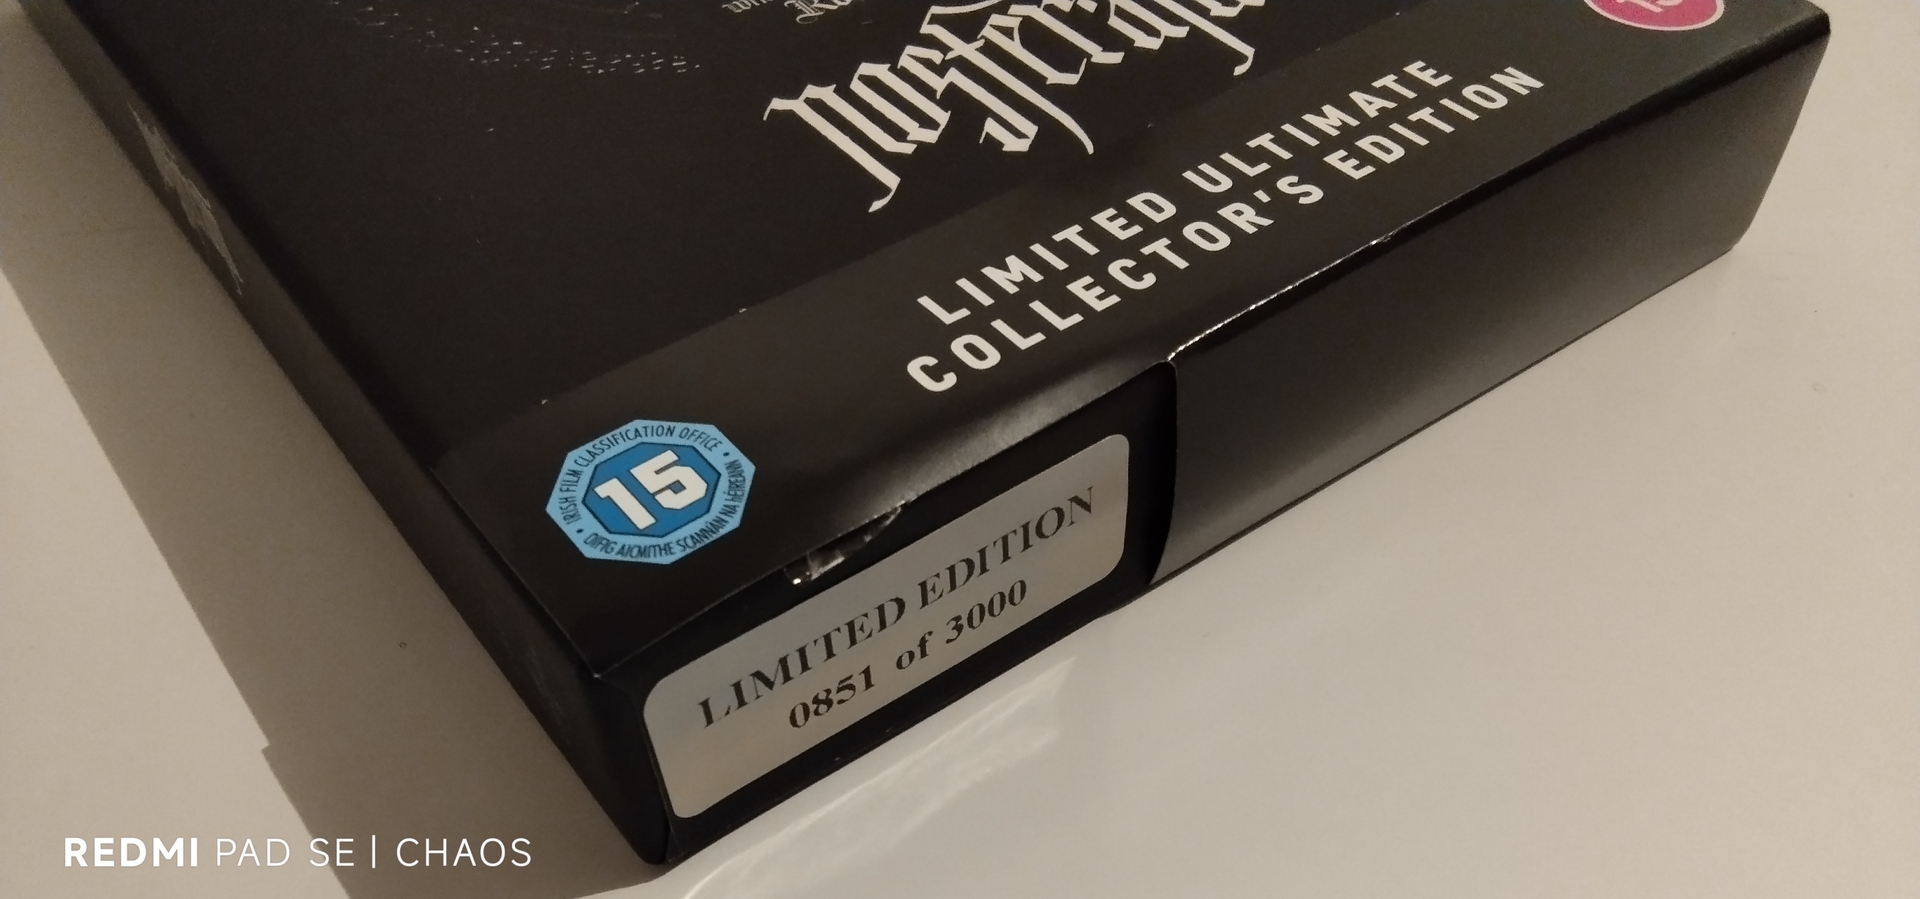 Nosferatu
LIMITED ULTIMATE
COLLECTOR'S EDITION
IRISH FILM CLASSIFICATION OFFICE
15
OIFIG AICMITHE SCANNÁN NA hÉIREANN
LIMITED EDITION
0851 of 3000
REDMI PAD SE | CHAOS